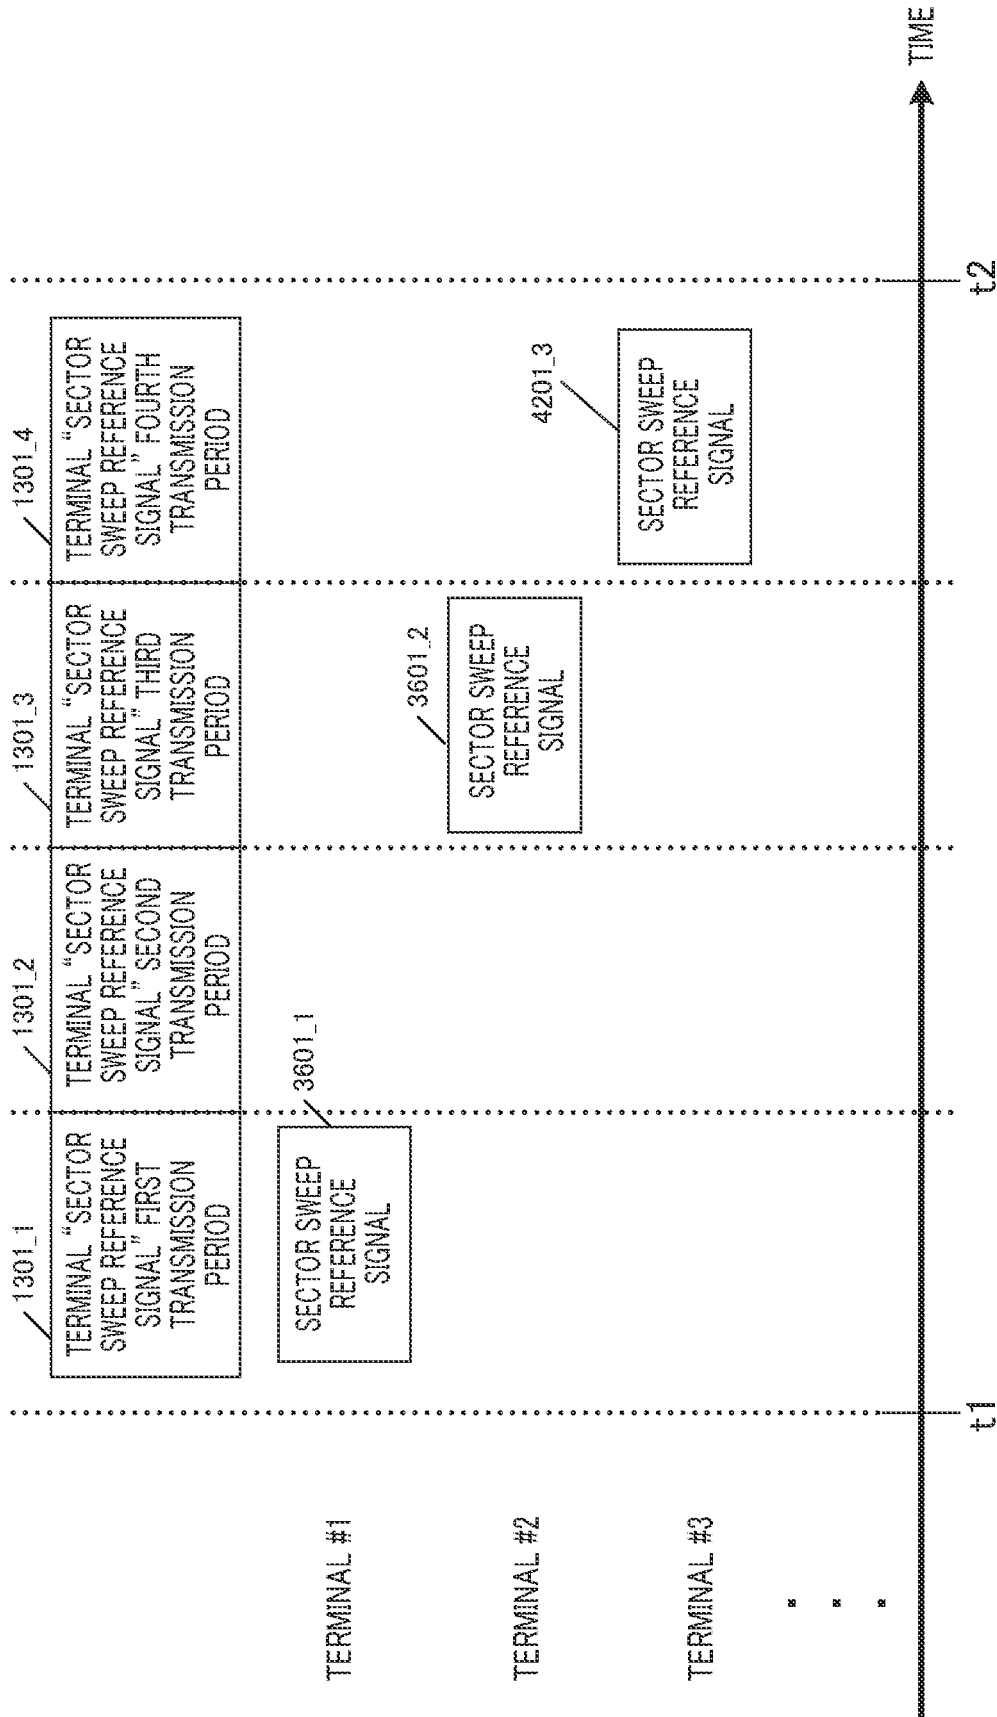 1301_1
1301_2
1301_3
1301_4
TERMINAL “SECTOR
SWEEP REFERENCE
SIGNAL” FIRST
TRANSMISSION
PERIOD
TERMINAL “SECTOR
SWEEP REFERENCE
SIGNAL” SECOND
TRANSMISSION
PERIOD
TERMINAL “SECTOR
SWEEP REFERENCE
SIGNAL” THIRD
TRANSMISSION
PERIOD
TERMINAL “SECTOR
SWEEP REFERENCE
SIGNAL” FOURTH
TRANSMISSION
PERIOD
TERMINAL #1
SECTOR SWEEP
REFERENCE
SIGNAL
3601_1
TERMINAL #2
3601_2
SECTOR SWEEP
REFERENCE
SIGNAL
TERMINAL #3
4201_3
SECTOR SWEEP
REFERENCE
SIGNAL
t1
t2
TIME